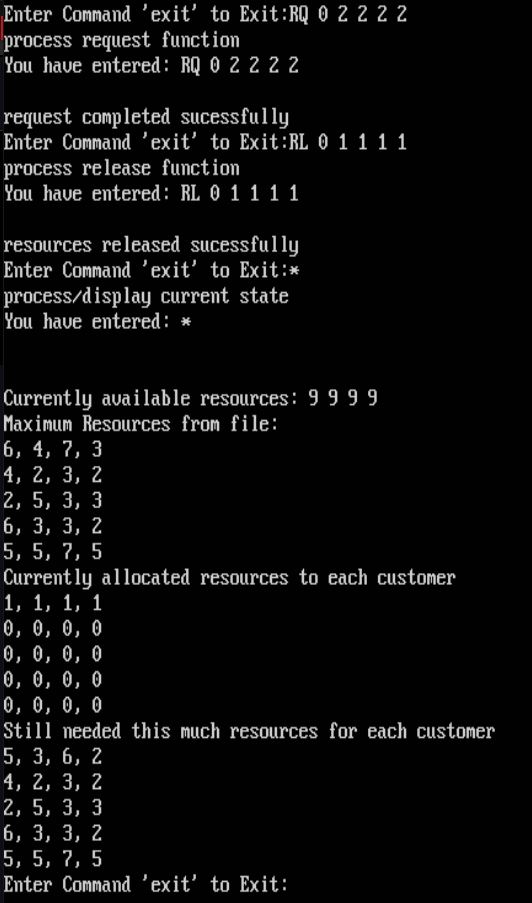 Enter Command 'exit' to Exit:RQ 0 2 2 2 2
process request function
You have entered: RQ 0 2 2 2 2
request completed sucessfully
Enter Command 'exit' to Exit:RL 0 1 1 1 1
process release function
You have entered: RL 0 1 1 1 1
resources released sucessfully
Enter Command 'exit' to Exit:*
process/display current state
You have entered: *
Currently available resources: 9 9 9 9
Maximum Resources from file:
6, 4, 7, 3
4, 2, 3, 2
2, 5, 3, 3
6, 3, 3, 2
5, 5, 7, 5
Currently allocated resources to each customer
1, 1, 1, 1
0, 0, 0, 0
0, 0, 0, 0
0, 0, 0, 0
0, 0, 0, 0
Still needed this much resources for each customer
5, 3, 6, 2
4, 2, 3, 2
2, 5, 3, 3
6, 3, 3, 2
5, 5, 7, 5
Enter Command 'exit' to Exit: